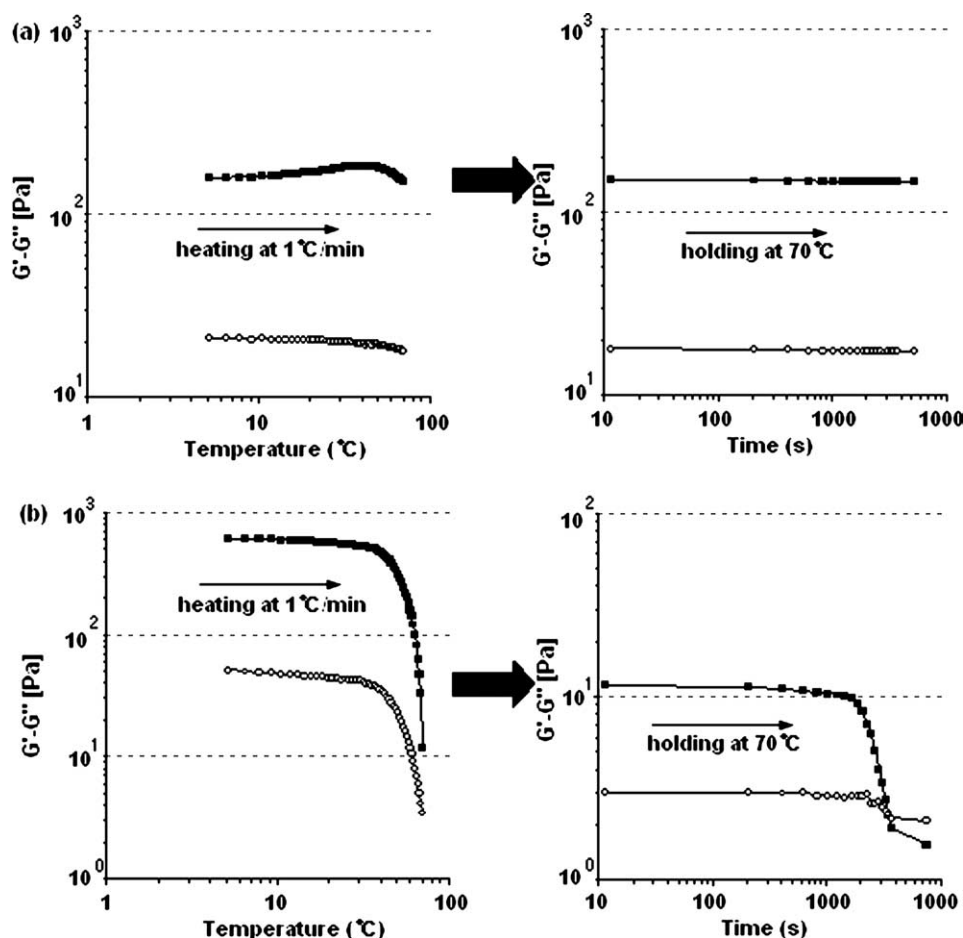 (a)
10³
10²
10¹
G'-G'' [Pa]
heating at 1℃/min
1
10
100
Temperature (℃)
10³
10²
10¹
G'-G'' [Pa]
holding at 70℃
10
100
1000
1000
Time (s)
(b)
10³
10²
10¹
10⁰
G'-G'' [Pa]
heating at 1℃/min
1
10
100
Temperature (℃)
10²
10¹
10⁰
G'-G'' [Pa]
holding at 70℃
10
100
1000
1000
Time (s)